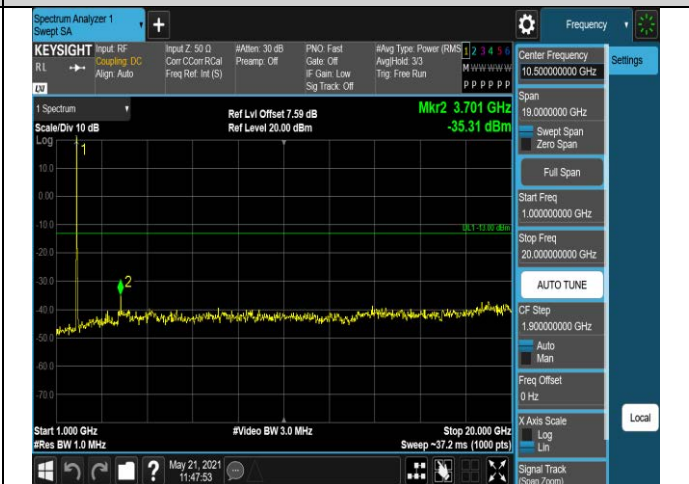 Spectrum Analyzer 1
Swept SA
+
Frequency
KEYSIGHT
Input: RF
Coupling: DC
Align: Auto
Input Z: 50 Ω
Corr CCorr RCal
Freq Ref: Int (S)
#Atten: 30 dB
Preamp: Off
PNO: Fast
Gate: Off
IF Gain: Low
Sig Track: Off
#Avg Type: Power (RMS
Avg|Hold: 3/3
Trig: Free Run
1 2 3 4 5 6
M W W W W W
P P P P P P
R L
LXI
1 Spectrum
Scale/Div 10 dB
Log
Ref Lvl Offset 7.59 dB
Ref Level 20.00 dBm
Mkr2 3.701 GHz
-35.31 dBm
1
10.0
0.00
-10.0
DL1 -13.00 dBm
-20.0
2
-30.0
-40.0
-50.0
-60.0
-70.0
Start 1.000 GHz
#Res BW 1.0 MHz
#Video BW 3.0 MHz
Stop 20.000 GHz
Sweep ~37.2 ms (1000 pts)
?
May 21, 2021
11:47:53
Center Frequency
10.500000000 GHz
Span
19.0000000 GHz
Swept Span
Zero Span
Full Span
Start Freq
1.000000000 GHz
Stop Freq
20.000000000 GHz
AUTO TUNE
CF Step
1.900000000 GHz
Auto
Man
Freq Offset
0 Hz
X Axis Scale
Log
Lin
Signal Track
(Span Zoom)
Settings
Local